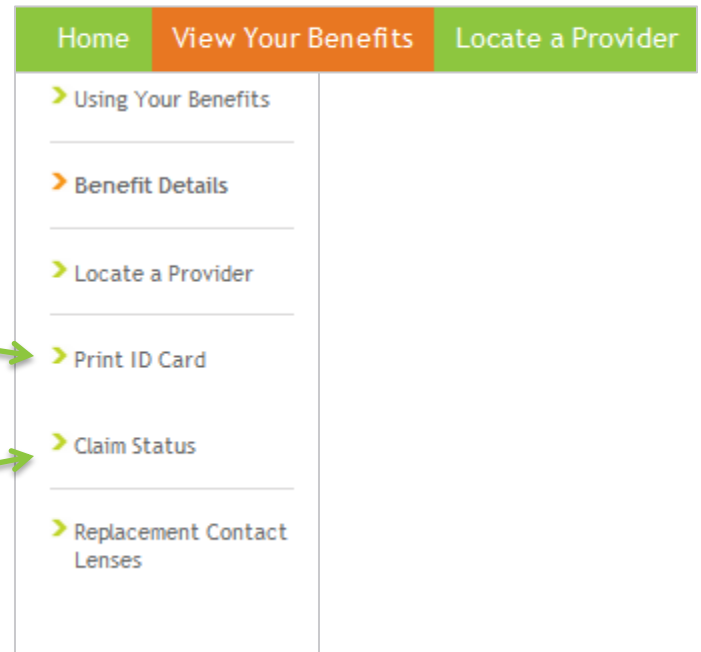 Home View Your Benefits Locate a Provider
Using Your Benefits
Benefit Details
Locate a Provider
Print ID Card
Claim Status
Replacement Contact
Lenses